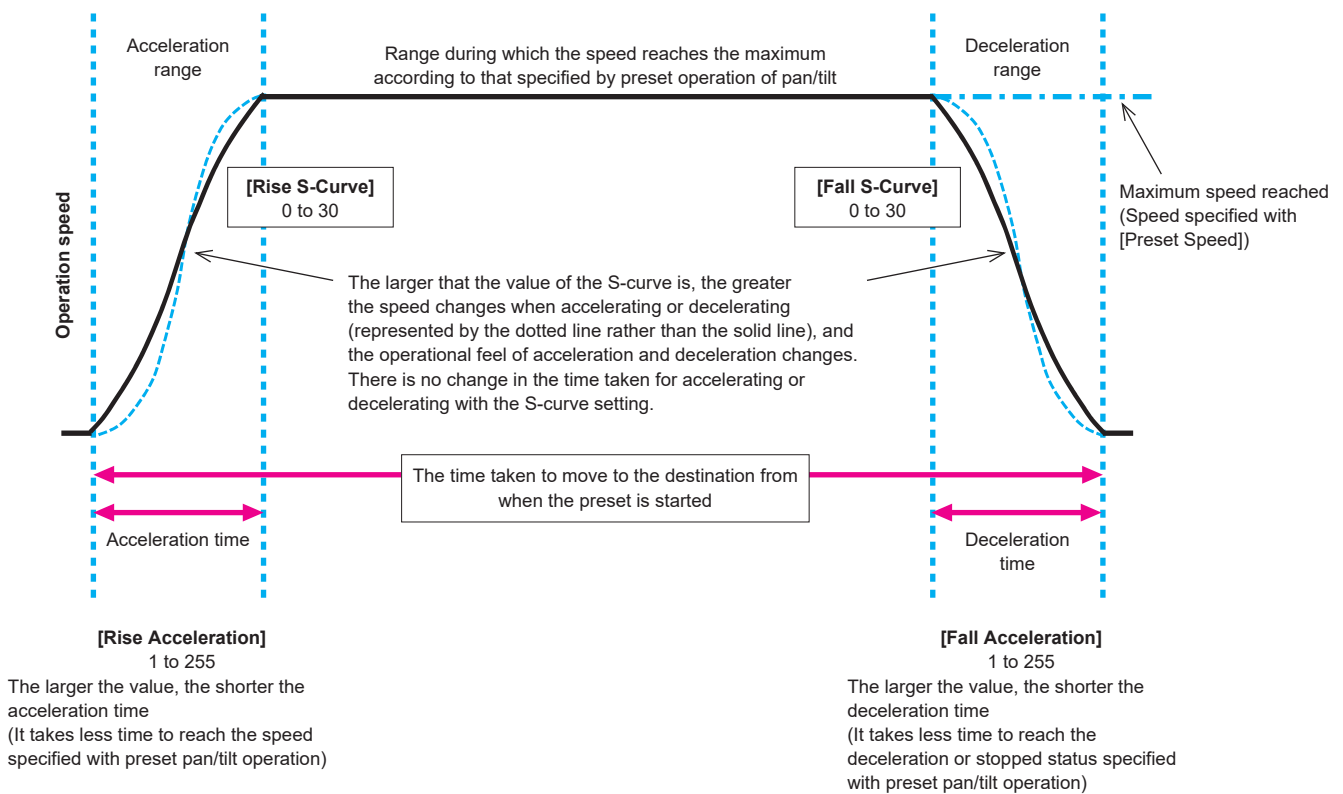 Acceleration
range
Range during which the speed reaches the maximum
according to that specified by preset operation of pan/tilt
Deceleration
range
Operation speed
[Rise S-Curve]
0 to 30
[Fall S-Curve]
0 to 30
Maximum speed reached
(Speed specified with
[Preset Speed])
The larger that the value of the S-curve is, the greater
the speed changes when accelerating or decelerating
(represented by the dotted line rather than the solid line), and
the operational feel of acceleration and deceleration changes.
There is no change in the time taken for accelerating or
decelerating with the S-curve setting.
The time taken to move to the destination from
when the preset is started
Acceleration time
Deceleration
time
[Rise Acceleration]
1 to 255
The larger the value, the shorter the
acceleration time
(It takes less time to reach the speed
specified with preset pan/tilt operation)
[Fall Acceleration]
1 to 255
The larger the value, the shorter the
deceleration time
(It takes less time to reach the
deceleration or stopped status specified
with preset pan/tilt operation)